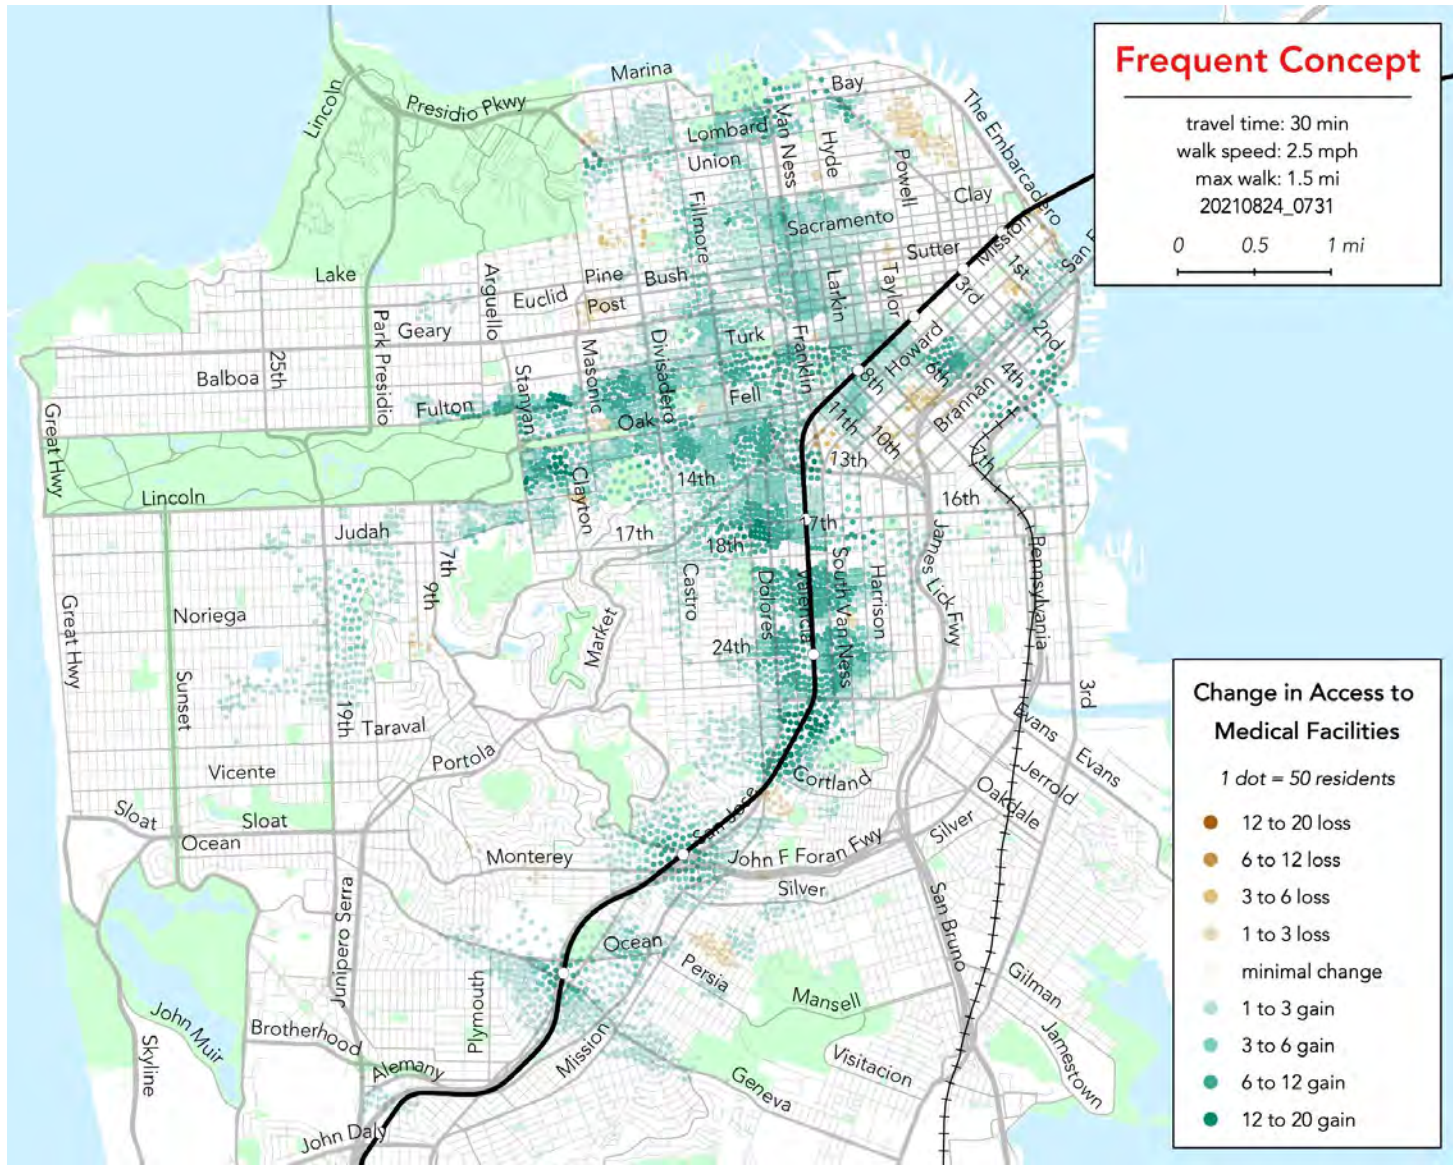 Frequent Concept
travel time: 30 min
walk speed: 2.5 mph
max walk: 1.5 mi
20210824_0731
0 0.5 1 mi
Marina
Bay
Lincoln
Presidio Pkwy
The Embarcadero
Lombard
Van Ness
Hyde
Union
Powell
Clay
Fillmore
Sacramento
Sutter
Mission
San F
1st
Lake
Arguello
Pine
Bush
Larkin
Taylor
3rd
Euclid
Post
Geary
Park Presidio
25th
Balboa
Turk
Franklin
Howard
2nd
Masonic
Divisadero
8th
6th
4th
Stanyan
Fulton
Fell
Oak
11th
10th
Brannan
Great Hwy
13th
7th
Lincoln
Clayton
14th
16th
Judah
17th
17th
18th
7th
9th
Castro
Dolores
Valencia
South Van Ness
Harrison
James Lick Fwy
Pennsylvania
Great Hwy
Noriega
Market
24th
Sunset
19th
Taraval
3rd
Evans
Evans
Portola
Vicente
Cortland
Jerrold
Oakdale
Sloat
Sloat
San Jose
Silver
Ocean
Monterey
John F Foran Fwy
Silver
Junipero Serra
San Bruno
Ocean
Persia
Gilman
Plymouth
Mansell
John Muir
Brotherhood
Skyline
Mission
Visitacion
Jamestown
Alemany
Geneva
John Daly
Change in Access to
Medical Facilities
1 dot = 50 residents
12 to 20 loss
6 to 12 loss
3 to 6 loss
1 to 3 loss
minimal change
1 to 3 gain
3 to 6 gain
6 to 12 gain
12 to 20 gain